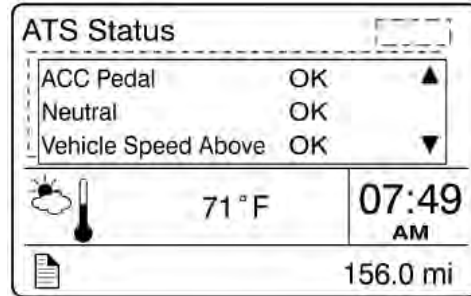 ATS Status
ACC Pedal OK
Neutral OK
Vehicle Speed Above OK
71°F
07:49
AM
156.0 mi